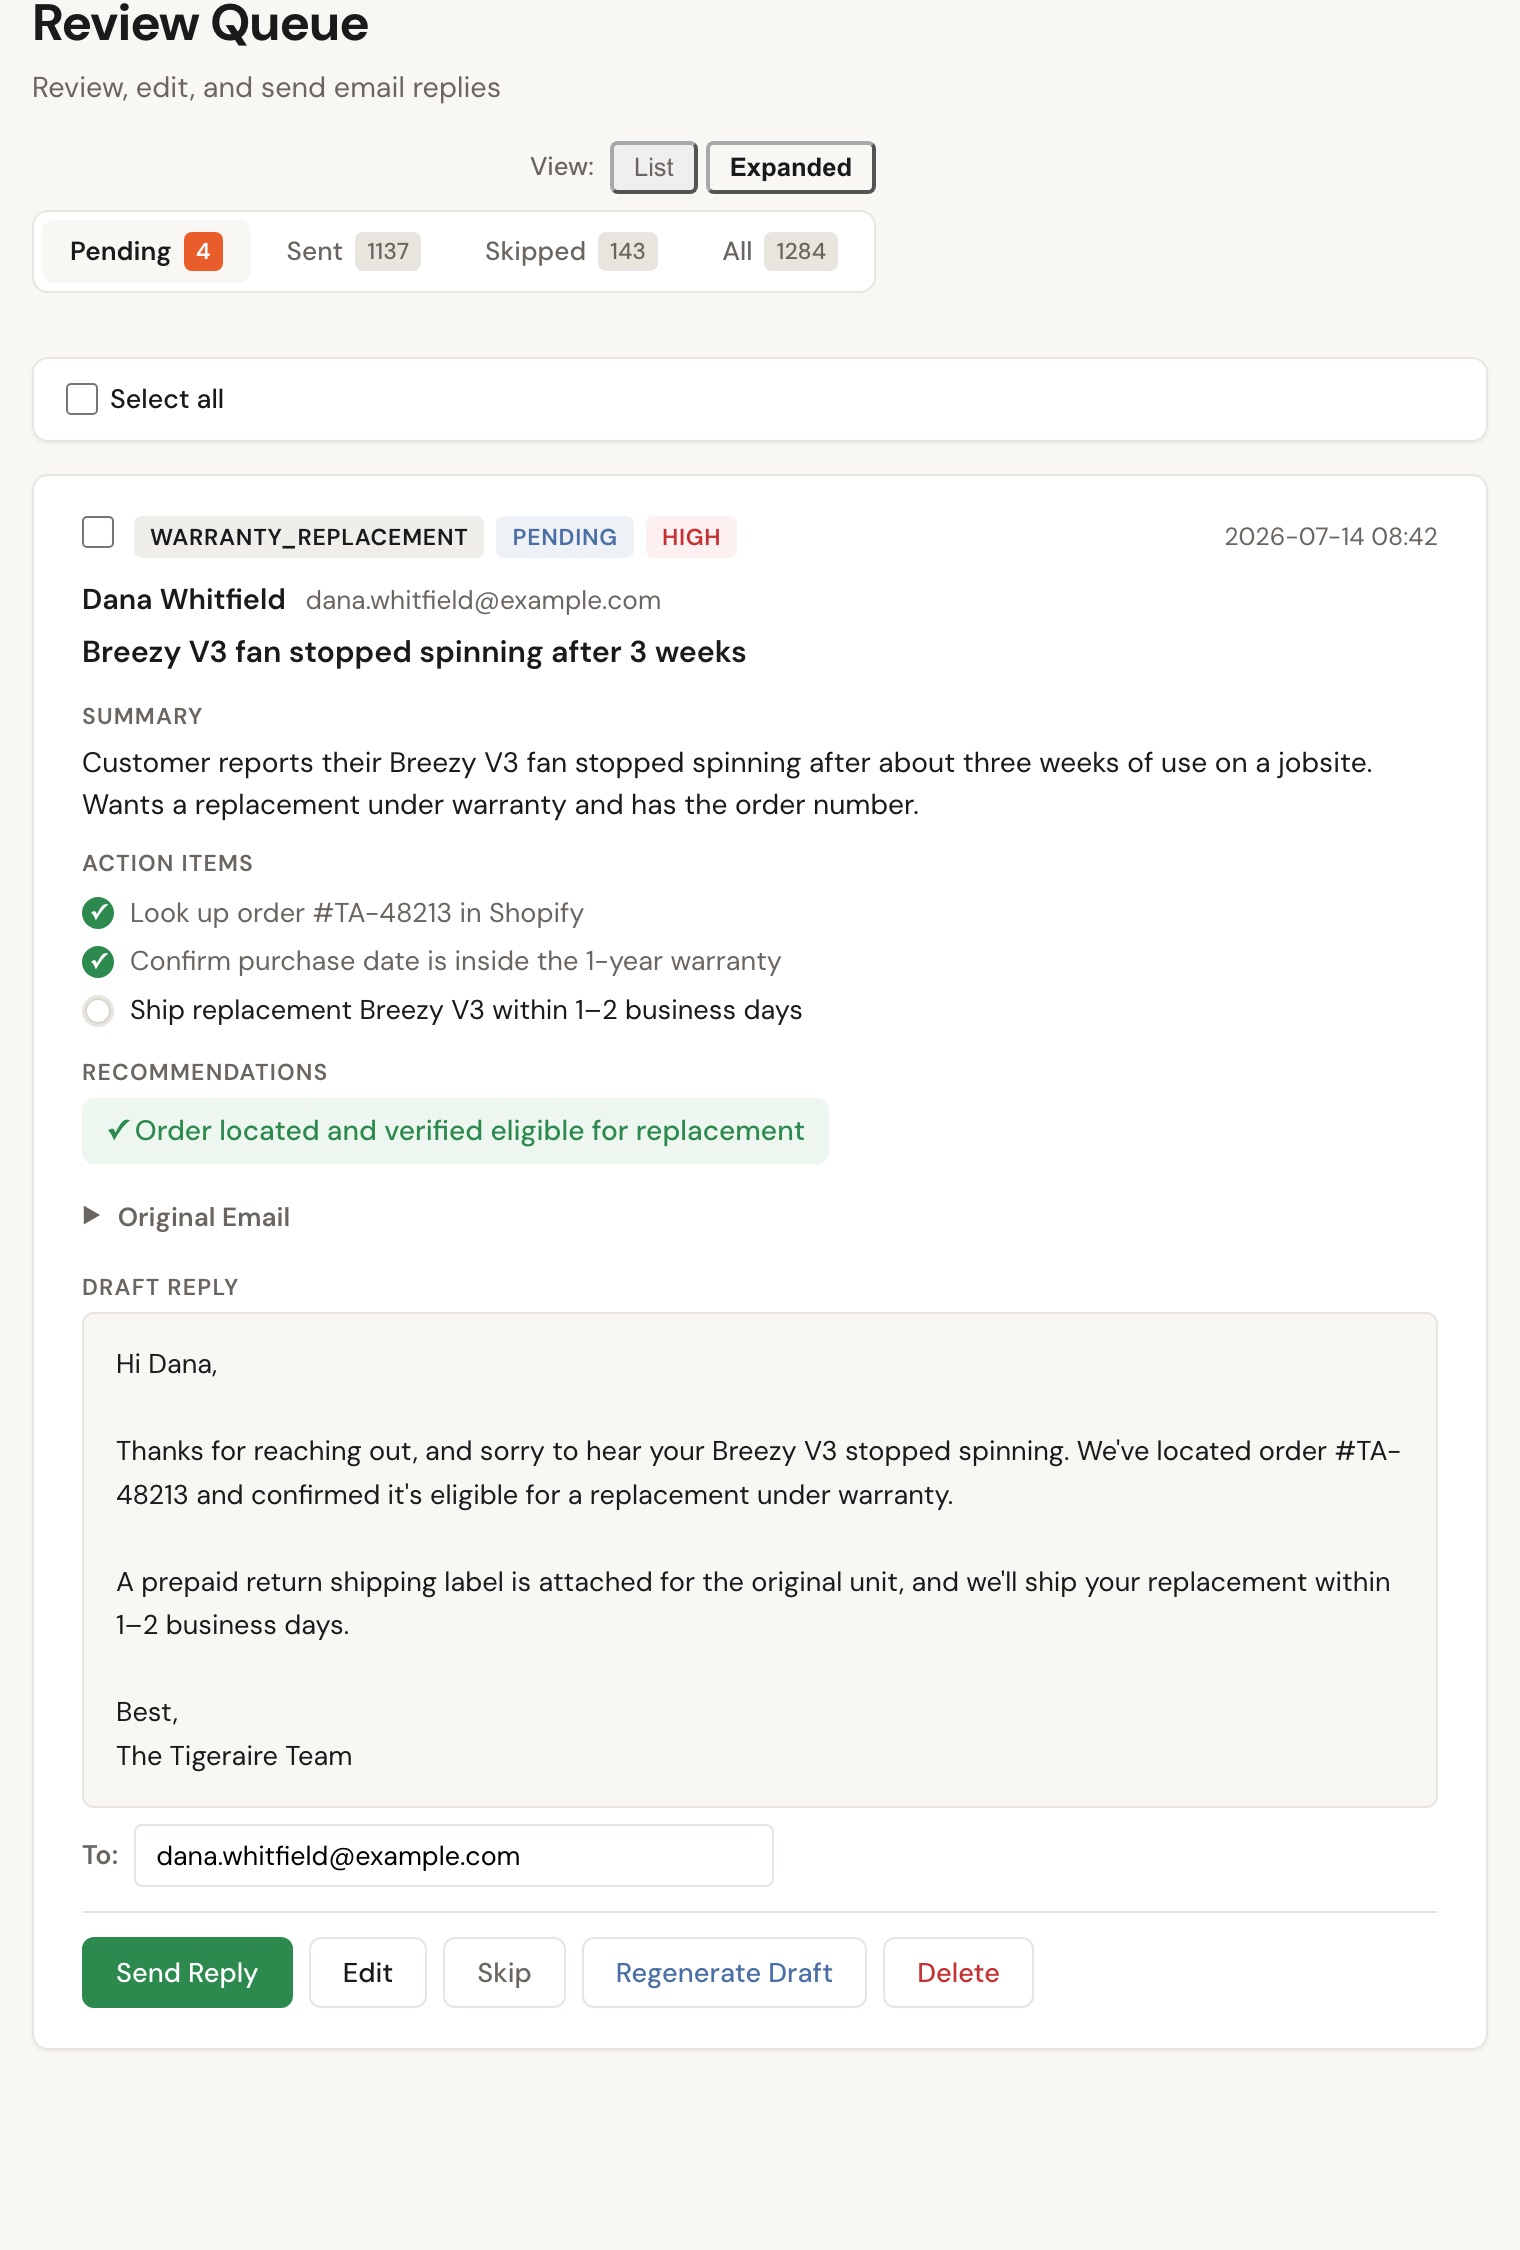 Review Queue
Review, edit, and send email replies
View: List Expanded
Pending 4 Sent 1137 Skipped 143 All 1284
Select all
WARRANTY_REPLACEMENT PENDING HIGH 2026-07-14 08:42
Dana Whitfield dana.whitfield@example.com
Breezy V3 fan stopped spinning after 3 weeks
SUMMARY
Customer reports their Breezy V3 fan stopped spinning after about three weeks of use on a jobsite.
Wants a replacement under warranty and has the order number.
ACTION ITEMS
✓ Look up order #TA-48213 in Shopify
✓ Confirm purchase date is inside the 1-year warranty
Ship replacement Breezy V3 within 1–2 business days
RECOMMENDATIONS
✓ Order located and verified eligible for replacement
▶ Original Email
DRAFT REPLY
Hi Dana,
Thanks for reaching out, and sorry to hear your Breezy V3 stopped spinning. We've located order #TA-
48213 and confirmed it's eligible for a replacement under warranty.
A prepaid return shipping label is attached for the original unit, and we'll ship your replacement within
1–2 business days.
Best,
The Tigeraire Team
To: dana.whitfield@example.com
Send Reply Edit Skip Regenerate Draft Delete